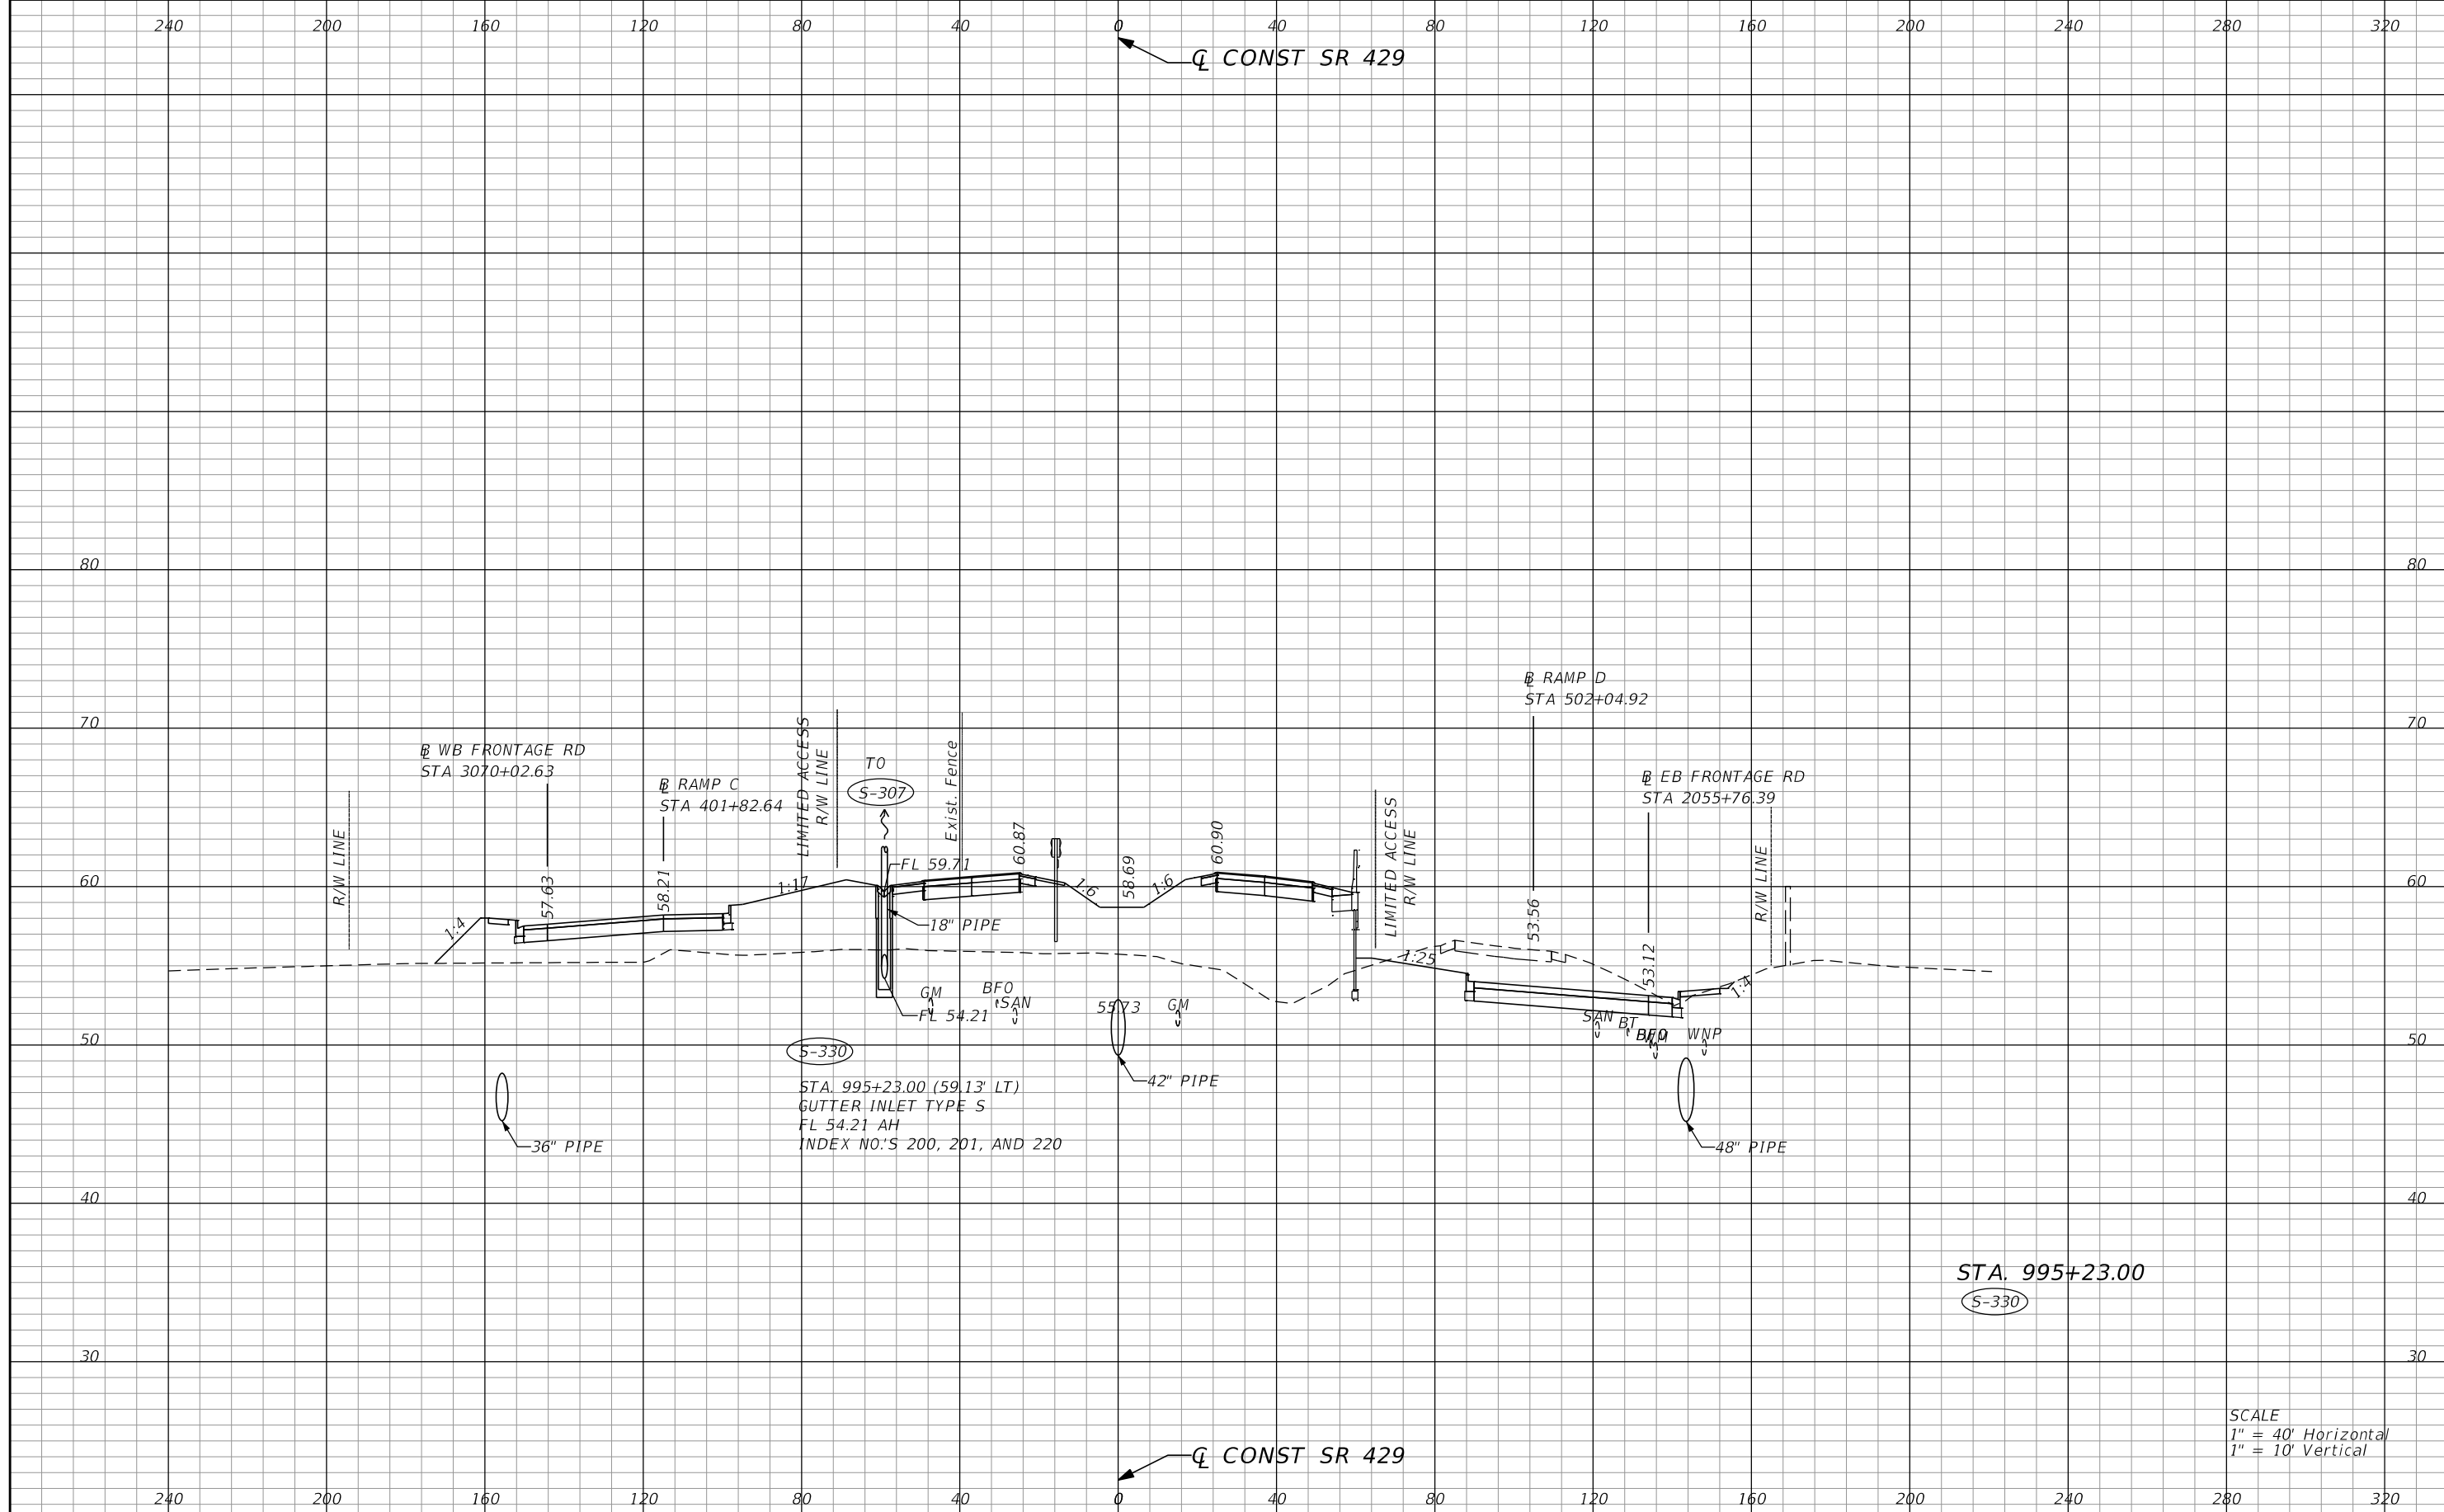 240 200 160 120 80 40 0 40 80 120 160 200 240 280 320
℄ CONST SR 429
80 80
70 70
60 60
50 50
40 40
30 30
R/W LINE
1:4
BL WB FRONTAGE RD
STA 3070+02.63
57.63
BL RAMP C
STA 401+82.64
58.21
1:17
LIMITED ACCESS
R/W LINE
TO
S-307
FL 59.71
18" PIPE
FL 54.21
Exist. Fence
60.87
1:6
58.69
1:6
60.90
GM
BFO
SAN
55.73
GM
42" PIPE
36" PIPE
S-330
STA. 995+23.00 (59.13' LT)
GUTTER INLET TYPE S
FL 54.21 AH
INDEX NO.'S 200, 201, AND 220
LIMITED ACCESS
R/W LINE
1:25
BL RAMP D
STA 502+04.92
53.56
BL EB FRONTAGE RD
STA 2055+76.39
53.12
R/W LINE
1:4
SAN
BT
BFO
WNP
48" PIPE
STA. 995+23.00
S-330
SCALE
1" = 40' Horizontal
1" = 10' Vertical
℄ CONST SR 429
240 200 160 120 80 40 0 40 80 120 160 200 240 280 320